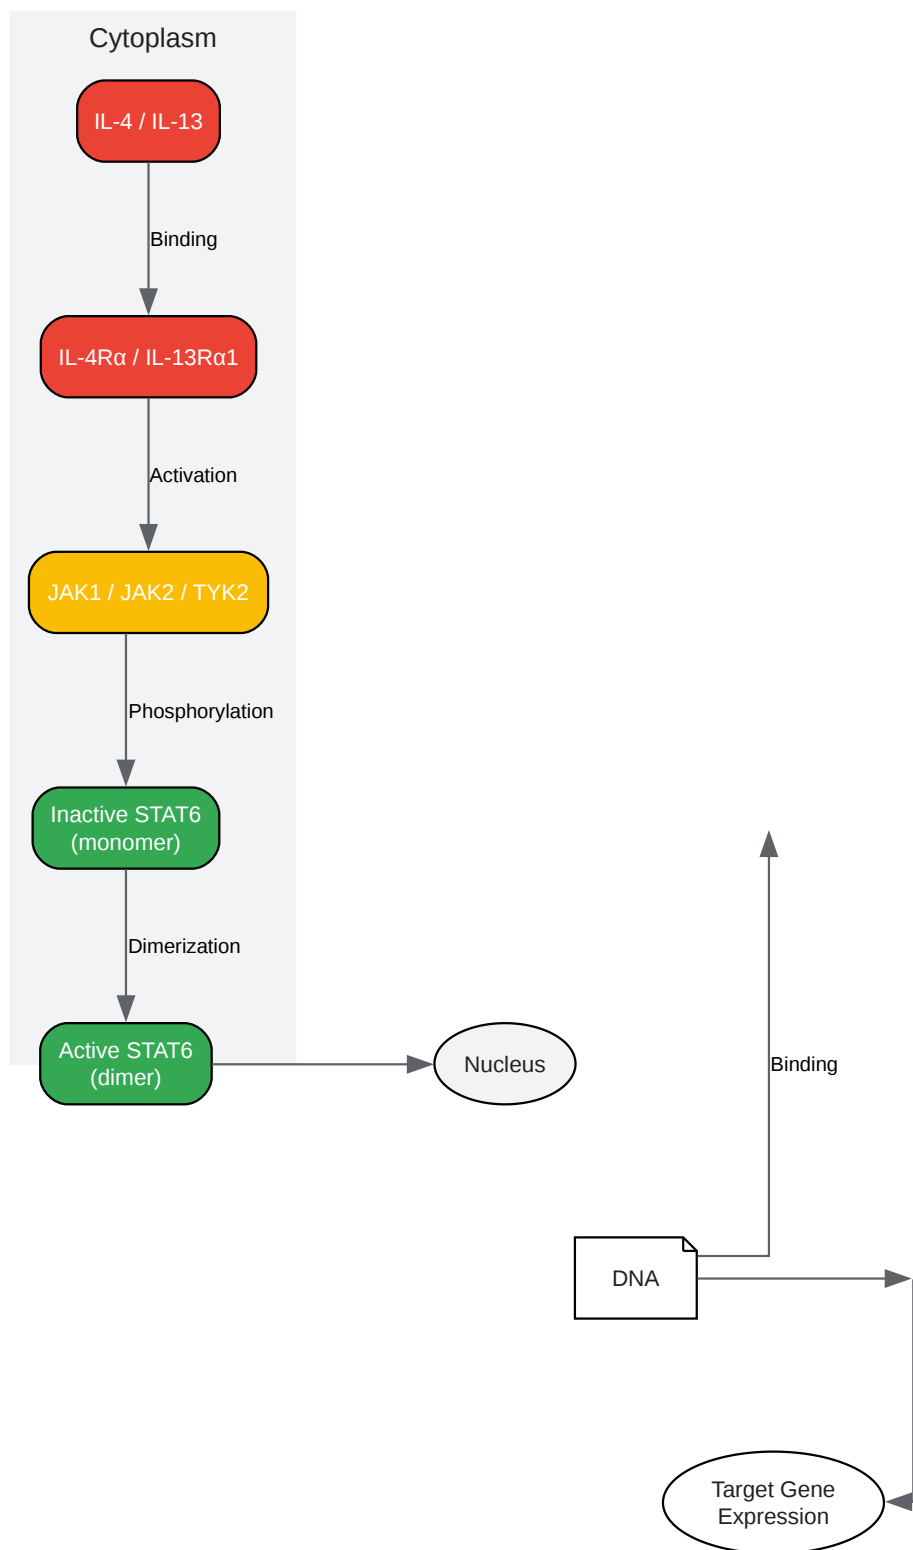 Cytoplasm
IL-4 / IL-13
Binding
IL-4Rα / IL-13Rα1
Activation
JAK1 / JAK2 / TYK2
Phosphorylation
Inactive STAT6
(monomer)
Dimerization
Active STAT6
(dimer)
Nucleus
Binding
DNA
Target Gene
Expression